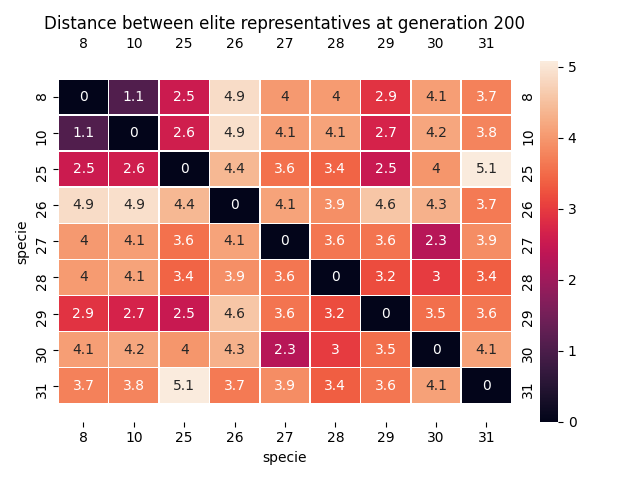 Distance between elite representatives at generation 200
8 10 25 26 27 28 29 30 31
8 0 1.1 2.5 4.9 4 4 2.9 4.1 3.7 8
10 1.1 0 2.6 4.9 4.1 4.1 2.7 4.2 3.8 10
25 2.5 2.6 0 4.4 3.6 3.4 2.5 4 5.1 25
26 4.9 4.9 4.4 0 4.1 3.9 4.6 4.3 3.7 26
27 4 4.1 3.6 4.1 0 3.6 3.6 2.3 3.9 27
28 4 4.1 3.4 3.9 3.6 0 3.2 3 3.4 28
29 2.9 2.7 2.5 4.6 3.6 3.2 0 3.5 3.6 29
30 4.1 4.2 4 4.3 2.3 3 3.5 0 4.1 30
31 3.7 3.8 5.1 3.7 3.9 3.4 3.6 4.1 0 31
8 10 25 26 27 28 29 30 31
specie
specie
5
4
3
2
1
0